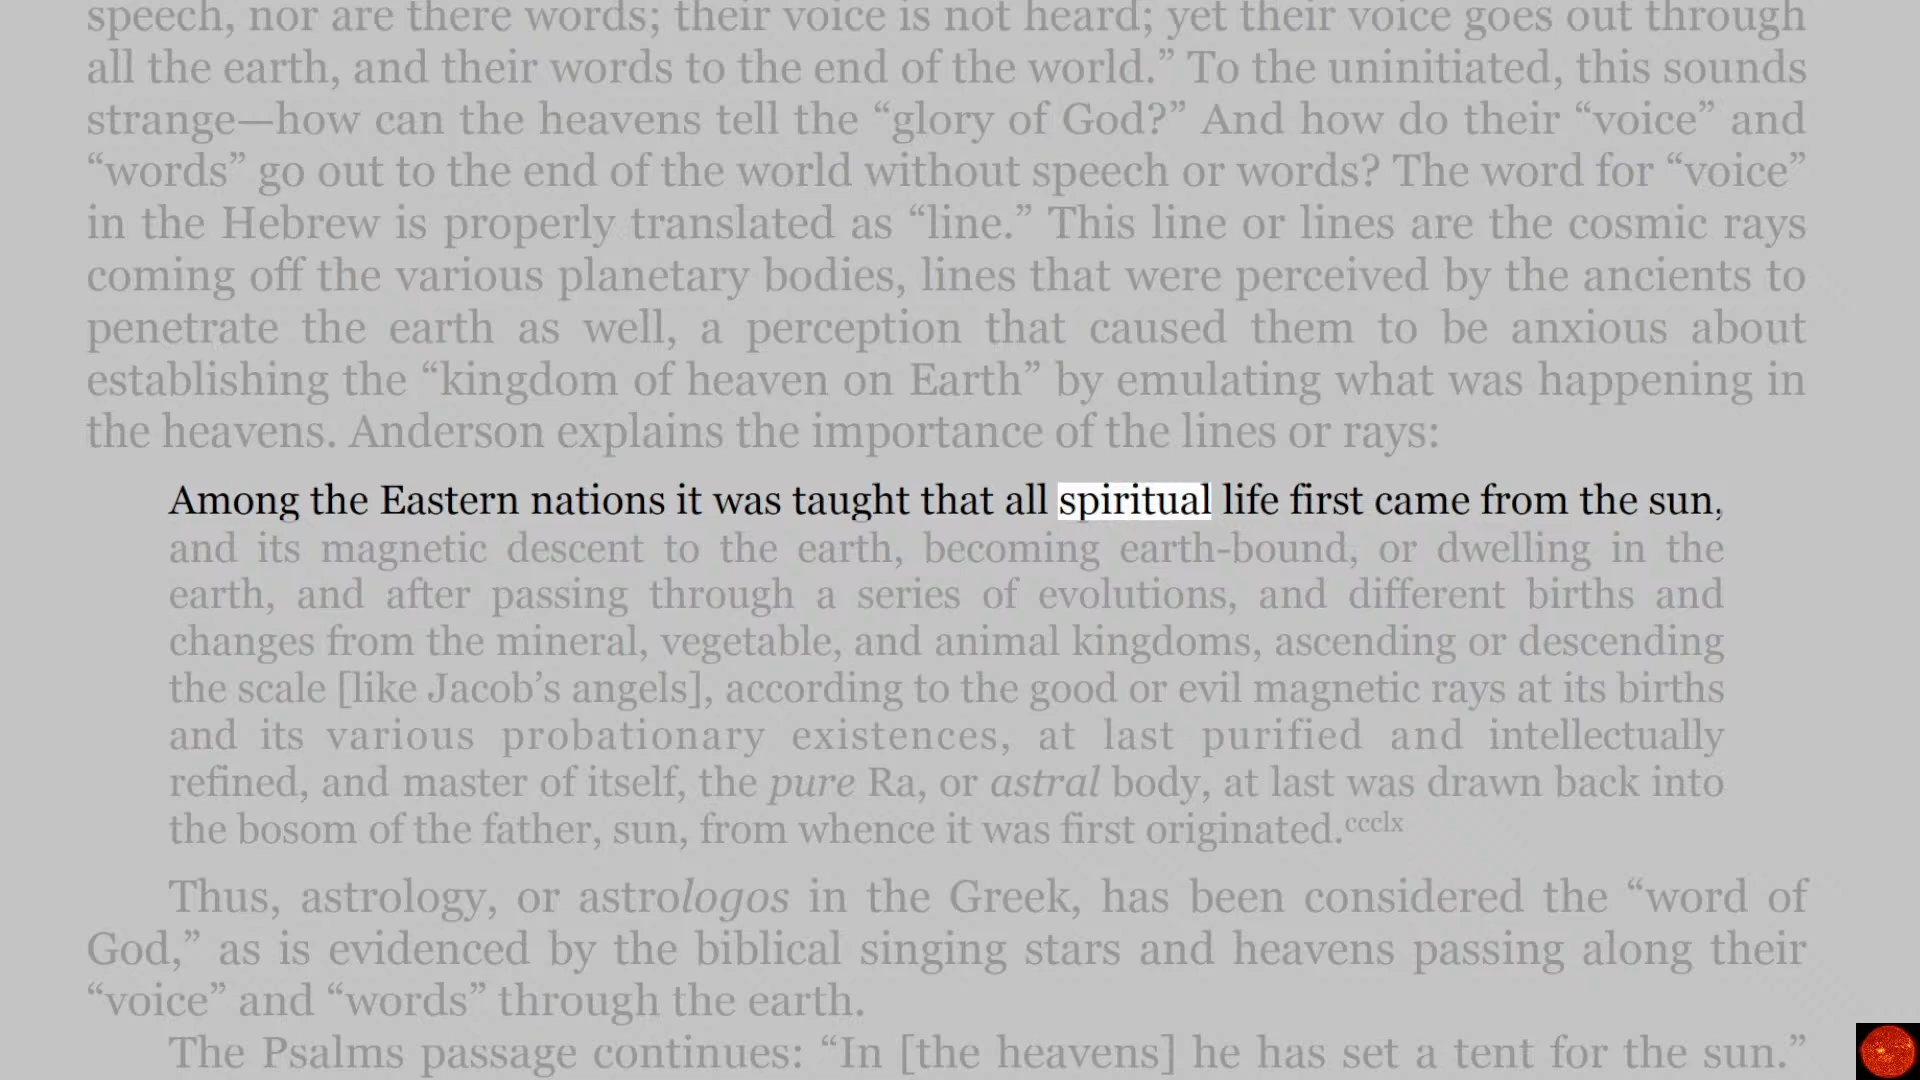 speech, nor are there words; their voice is not heard; yet their voice goes out through
all the earth, and their words to the end of the world.” To the uninitiated, this sounds
strange—how can the heavens tell the “glory of God?” And how do their “voice” and
“words” go out to the end of the world without speech or words? The word for “voice”
in the Hebrew is properly translated as “line.” This line or lines are the cosmic rays
coming off the various planetary bodies, lines that were perceived by the ancients to
penetrate the earth as well, a perception that caused them to be anxious about
establishing the “kingdom of heaven on Earth” by emulating what was happening in
the heavens. Anderson explains the importance of the lines or rays:
Among the Eastern nations it was taught that all spiritual life first came from the sun,
and its magnetic descent to the earth, becoming earth-bound, or dwelling in the
earth, and after passing through a series of evolutions, and different births and
changes from the mineral, vegetable, and animal kingdoms, ascending or descending
the scale [like Jacob’s angels], according to the good or evil magnetic rays at its births
and its various probationary existences, at last purified and intellectually
refined, and master of itself, the pure Ra, or astral body, at last was drawn back into
the bosom of the father, sun, from whence it was first originated.ccclx
Thus, astrology, or astrologos in the Greek, has been considered the “word of
God,” as is evidenced by the biblical singing stars and heavens passing along their
“voice” and “words” through the earth.
The Psalms passage continues: “In [the heavens] he has set a tent for the sun.”